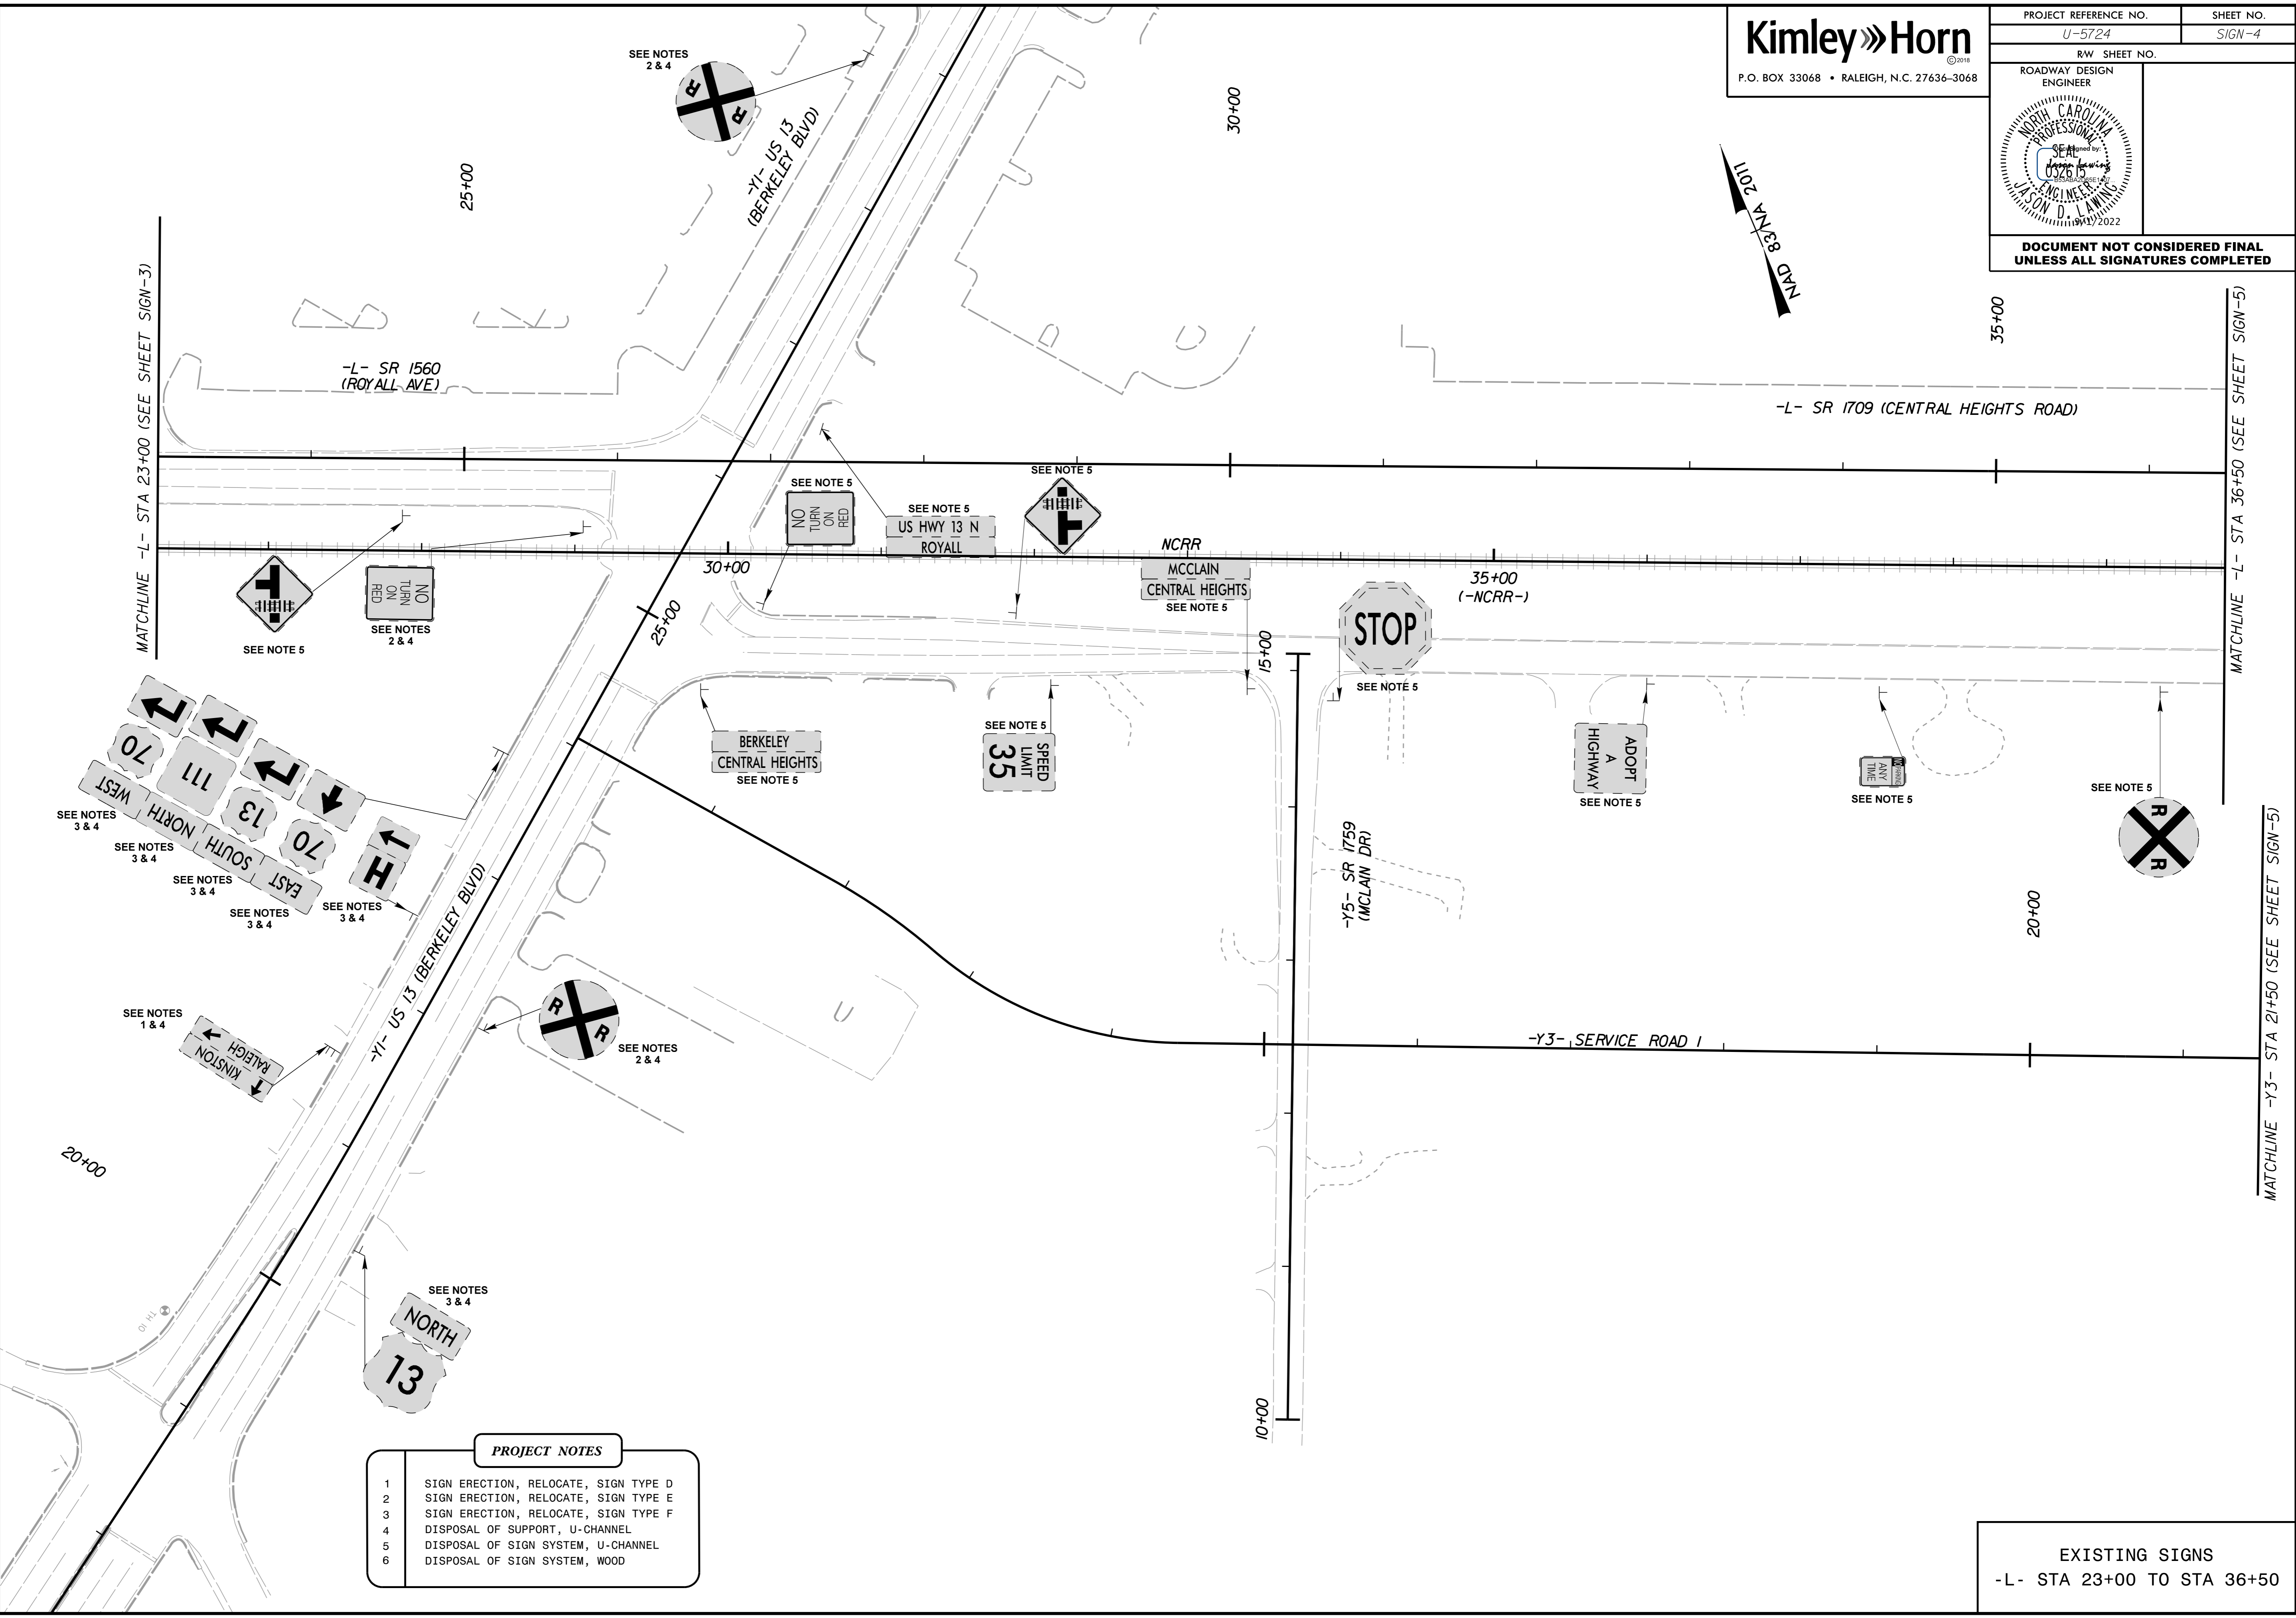 Kimley»Horn
© 2018
P.O. BOX 33068 • RALEIGH, N.C. 27636-3068
PROJECT REFERENCE NO.
SHEET NO.
U-5724
SIGN-4
R/W SHEET NO.
ROADWAY DESIGN
ENGINEER
NORTH CAROLINA
PROFESSIONAL
SEAL
032615
ENGINEER
JASON D. LAWING
9/1/2022
DOCUMENT NOT CONSIDERED FINAL
UNLESS ALL SIGNATURES COMPLETED
SEE NOTES
2 & 4
R
R
-Y1- US 13
(BERKELEY BLVD)
25+00
30+00
NAD 83/NA 2011
35+00
MATCHLINE -L- STA 23+00 (SEE SHEET SIGN-3)
MATCHLINE -L- STA 36+50 (SEE SHEET SIGN-5)
-L- SR 1560
(ROYALL AVE)
-L- SR 1709 (CENTRAL HEIGHTS ROAD)
SEE NOTE 5
NO
TURN
ON
RED
SEE NOTE 5
US HWY 13 N
ROYALL
SEE NOTE 5
NCRR
30+00
35+00
(-NCRR-)
MCCLAIN
CENTRAL HEIGHTS
SEE NOTE 5
SEE NOTE 5
NO
TURN
ON
RED
SEE NOTES
2 & 4
25+00
15+00
STOP
SEE NOTE 5
BERKELEY
CENTRAL HEIGHTS
SEE NOTE 5
SEE NOTE 5
SPEED
LIMIT
35
ADOPT
A
HIGHWAY
SEE NOTE 5
PARKING
ANY
TIME
SEE NOTE 5
SEE NOTE 5
R
R
70
WEST
SEE NOTES
3 & 4
111
NORTH
SEE NOTES
3 & 4
13
SOUTH
SEE NOTES
3 & 4
70
EAST
SEE NOTES
3 & 4
H
SEE NOTES
3 & 4
-Y1- US 13 (BERKELEY BLVD)
-Y5- SR 1759
(MCLAIN DR)
20+00
MATCHLINE -Y3- STA 21+50 (SEE SHEET SIGN-5)
SEE NOTES
1 & 4
RALEIGH
KINSTON
R
R
SEE NOTES
2 & 4
-Y3- SERVICE ROAD 1
20+00
TH 10
SEE NOTES
3 & 4
NORTH
13
10+00
PROJECT NOTES
1 SIGN ERECTION, RELOCATE, SIGN TYPE D
2 SIGN ERECTION, RELOCATE, SIGN TYPE E
3 SIGN ERECTION, RELOCATE, SIGN TYPE F
4 DISPOSAL OF SUPPORT, U-CHANNEL
5 DISPOSAL OF SIGN SYSTEM, U-CHANNEL
6 DISPOSAL OF SIGN SYSTEM, WOOD
EXISTING SIGNS
-L- STA 23+00 TO STA 36+50